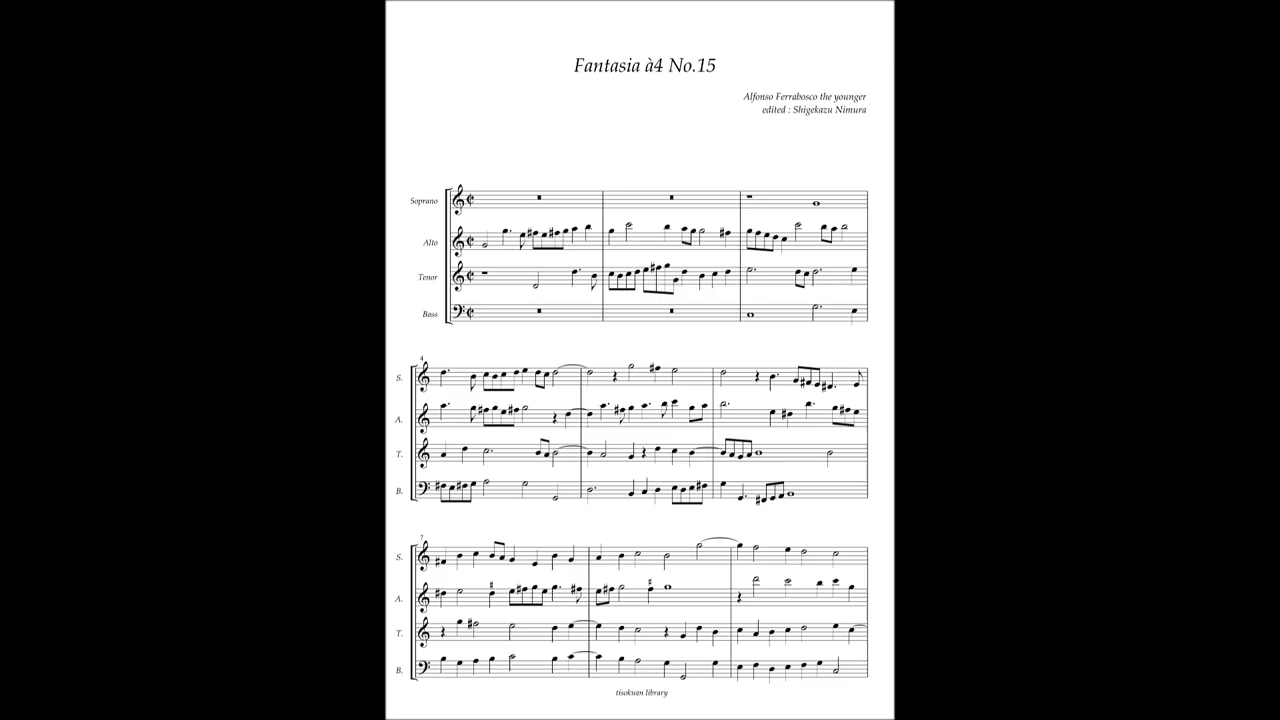 Fantasia à4 No.15
Alfonso Ferrabosco the younger
edited : Shigekazu Nimura
Soprano
Alto
Tenor
Bass
4
S.
A.
T.
B.
7
S.
A.
T.
B.
tisokuan library